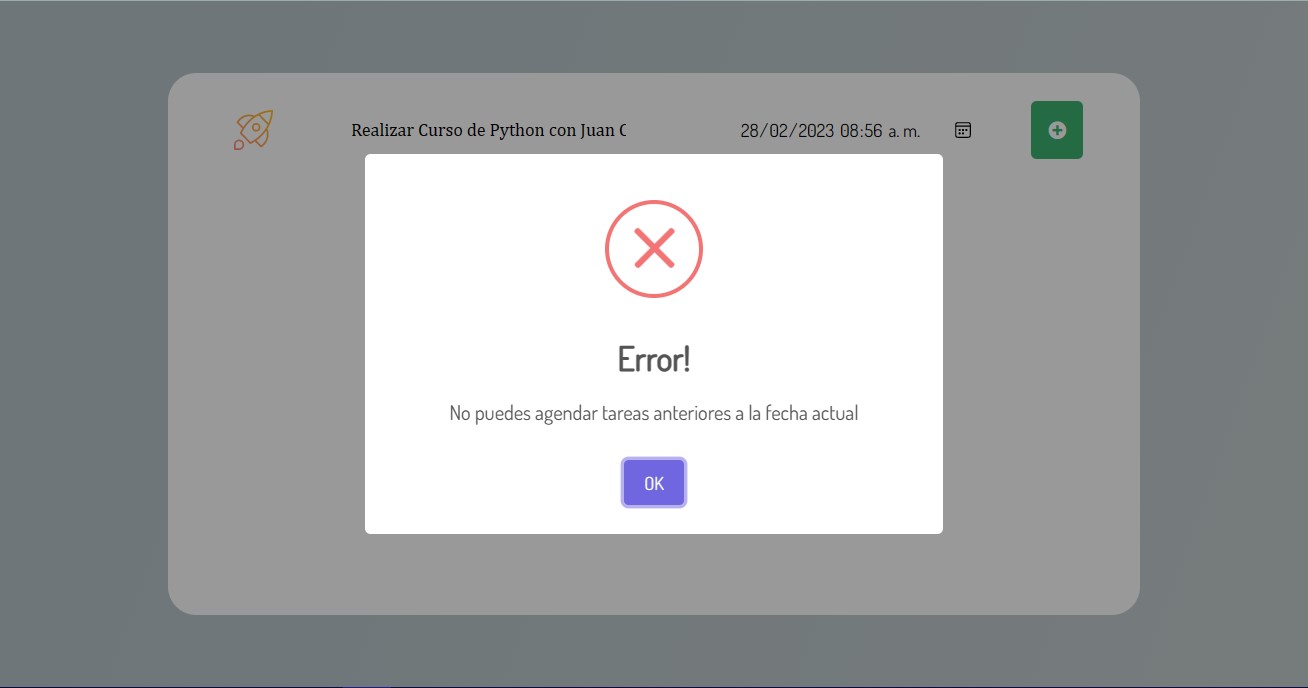 Realizar Curso de Python con Juan 28/02/2023 08:56 a. m.
Error!
No puedes agendar tareas anteriores a la fecha actual
OK